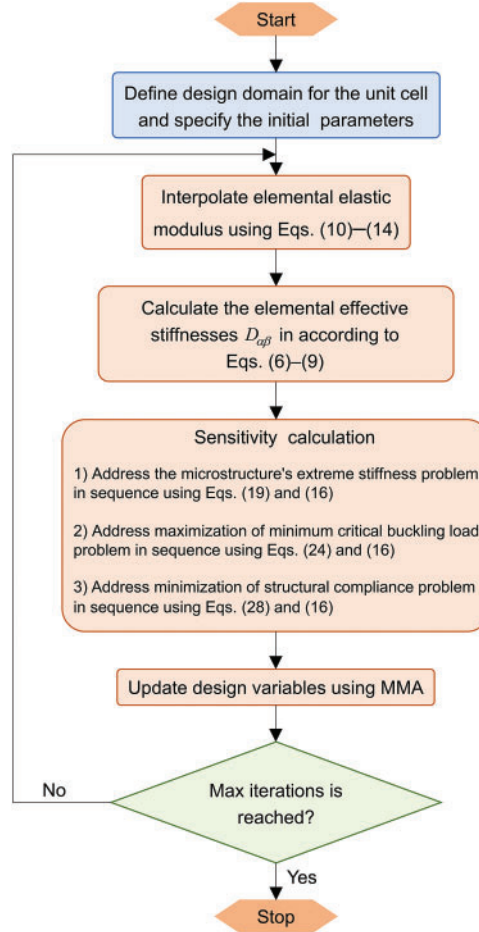 Start
Define design domain for the unit cell
and specify the initial parameters
Interpolate elemental elastic
modulus using Eqs. (10)—(14)
Calculate the elemental effective
stiffnesses Dαβ in according to
Eqs. (6)–(9)
Sensitivity calculation
1) Address the microstructure's extreme stiffness problem
in sequence using Eqs. (19) and (16)
2) Address maximization of minimum critical buckling load
problem in sequence using Eqs. (24) and (16)
3) Address minimization of structural compliance problem
in sequence using Eqs. (28) and (16)
Update design variables using MMA
No
Max iterations is
reached?
Yes
Stop